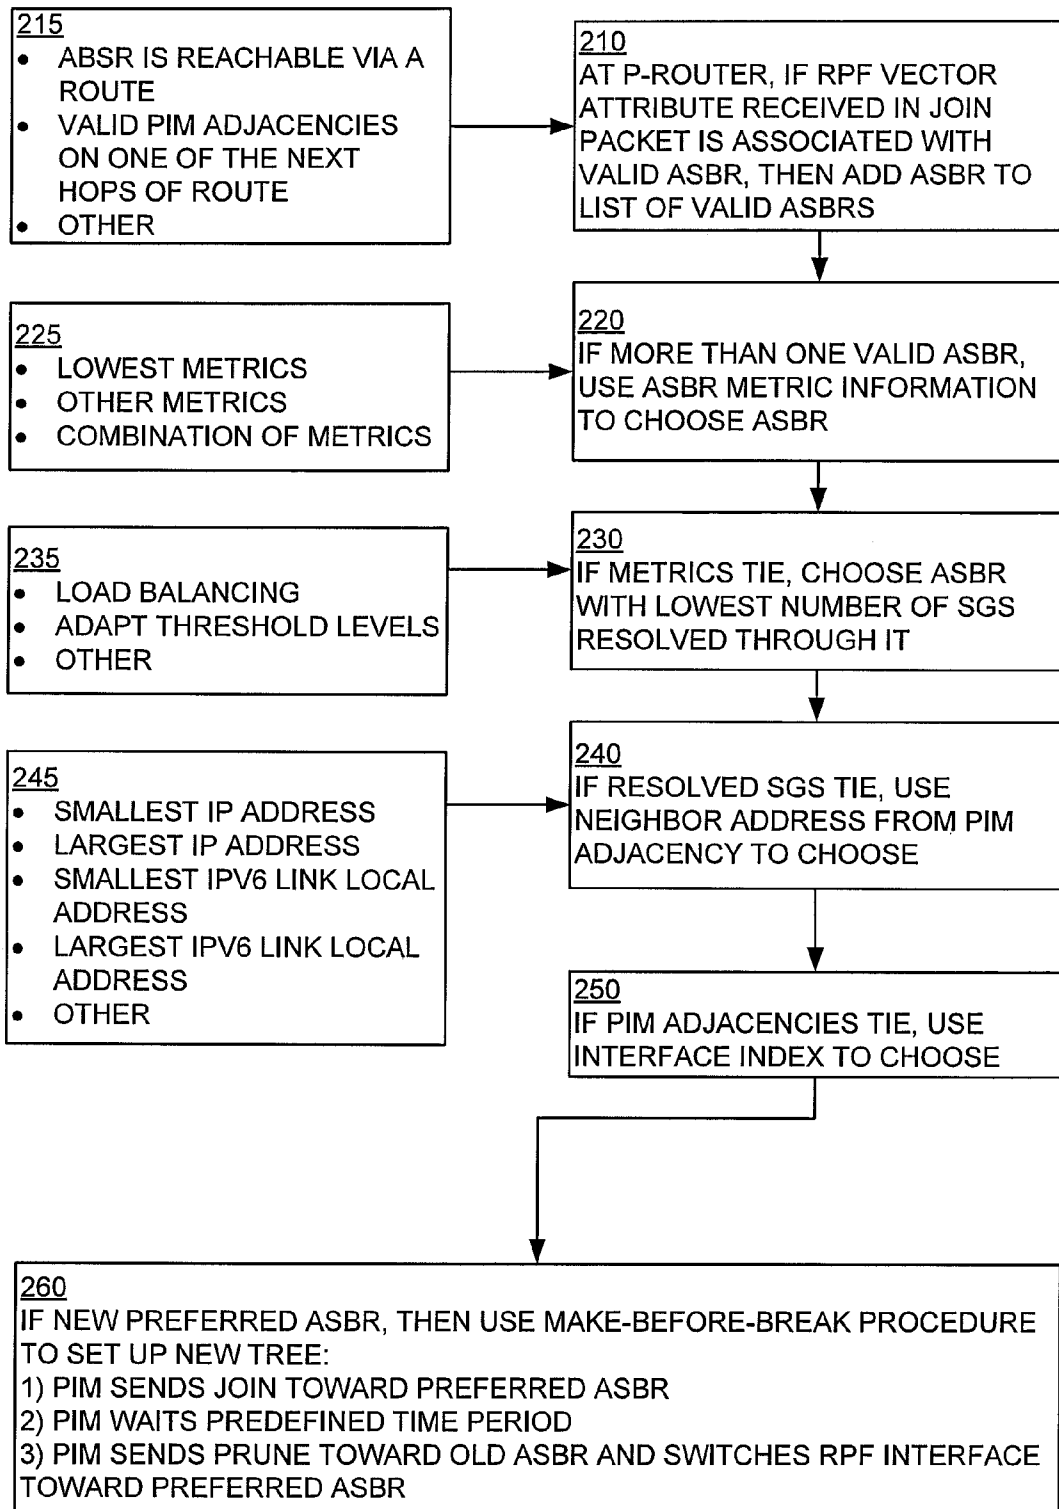 215
• ABSR IS REACHABLE VIA A
ROUTE
• VALID PIM ADJACENCIES
ON ONE OF THE NEXT
HOPS OF ROUTE
• OTHER
210
AT P-ROUTER, IF RPF VECTOR
ATTRIBUTE RECEIVED IN JOIN
PACKET IS ASSOCIATED WITH
VALID ASBR, THEN ADD ASBR TO
LIST OF VALID ASBRS
225
• LOWEST METRICS
• OTHER METRICS
• COMBINATION OF METRICS
220
IF MORE THAN ONE VALID ASBR,
USE ASBR METRIC INFORMATION
TO CHOOSE ASBR
235
• LOAD BALANCING
• ADAPT THRESHOLD LEVELS
• OTHER
230
IF METRICS TIE, CHOOSE ASBR
WITH LOWEST NUMBER OF SGS
RESOLVED THROUGH IT
245
• SMALLEST IP ADDRESS
• LARGEST IP ADDRESS
• SMALLEST IPV6 LINK LOCAL
ADDRESS
• LARGEST IPV6 LINK LOCAL
ADDRESS
• OTHER
240
IF RESOLVED SGS TIE, USE
NEIGHBOR ADDRESS FROM PIM
ADJACENCY TO CHOOSE
250
IF PIM ADJACENCIES TIE, USE
INTERFACE INDEX TO CHOOSE
260
IF NEW PREFERRED ASBR, THEN USE MAKE-BEFORE-BREAK PROCEDURE
TO SET UP NEW TREE:
1) PIM SENDS JOIN TOWARD PREFERRED ASBR
2) PIM WAITS PREDEFINED TIME PERIOD
3) PIM SENDS PRUNE TOWARD OLD ASBR AND SWITCHES RPF INTERFACE
TOWARD PREFERRED ASBR